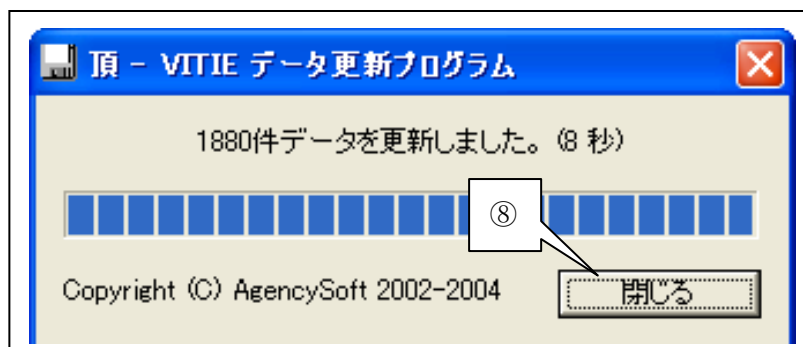 頂 - VITIE データ更新プログラム
1880件データを更新しました。(8 秒)
⑧
Copyright (C) AgencySoft 2002-2004
閉じる